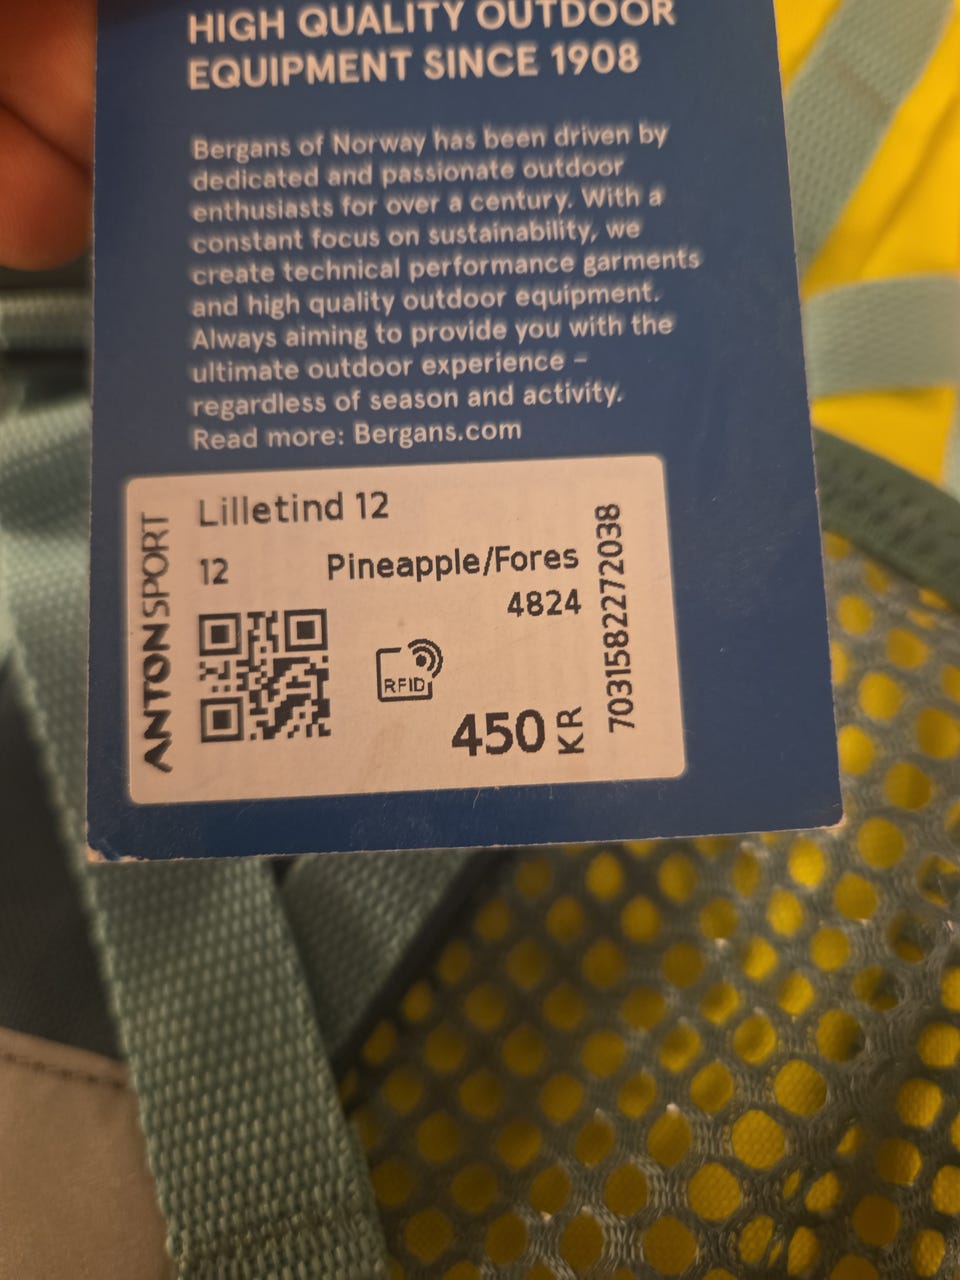 HIGH QUALITY OUTDOOR
EQUIPMENT SINCE 1908
Bergans of Norway has been driven by
dedicated and passionate outdoor
enthusiasts for over a century. With a
constant focus on sustainability, we
create technical performance garments
and high quality outdoor equipment.
Always aiming to provide you with the
ultimate outdoor experience –
regardless of season and activity.
Read more: Bergans.com
ANTON SPORT
Lilletind 12
12 Pineapple/Fores
4824
RFID
450 KR
7031582272038